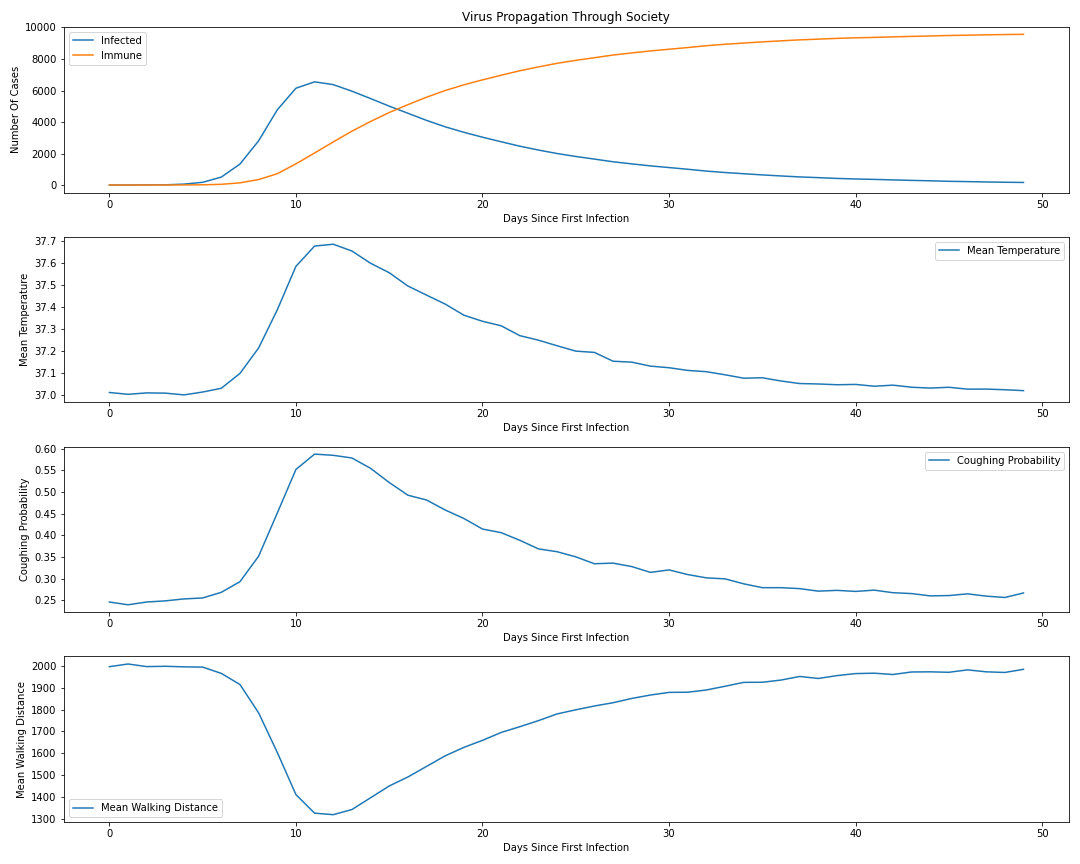 Virus Propagation Through Society
Number Of Cases
10000
8000
6000
4000
2000
0
Infected
Immune
0 10 20 30 40 50
Days Since First Infection
Mean Temperature
37.7
37.6
37.5
37.4
37.3
37.2
37.1
37.0
Mean Temperature
0 10 20 30 40 50
Days Since First Infection
Coughing Probability
0.60
0.55
0.50
0.45
0.40
0.35
0.30
0.25
Coughing Probability
0 10 20 30 40 50
Days Since First Infection
Mean Walking Distance
2000
1900
1800
1700
1600
1500
1400
1300
Mean Walking Distance
0 10 20 30 40 50
Days Since First Infection